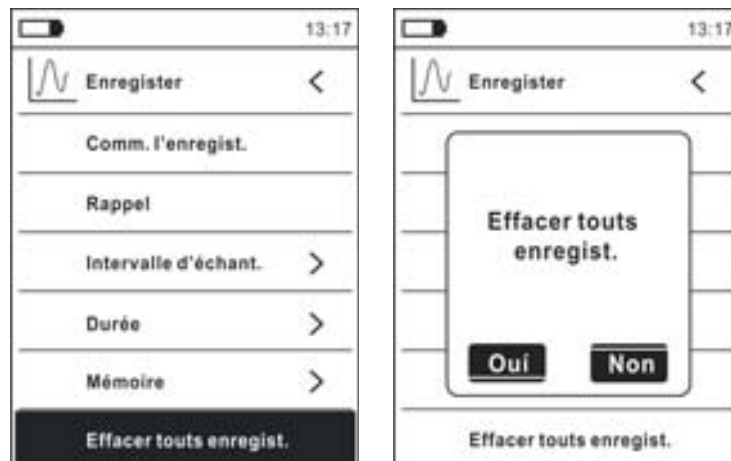 13:17
Enregister
Comm. l'enregist.
Rappel
Intervalle d'échant.
Durée
Mémoire
Effacer touts enregist.
13:17
Enregister
Effacer touts
enregist.
Ouí Non
Effacer touts enregist.